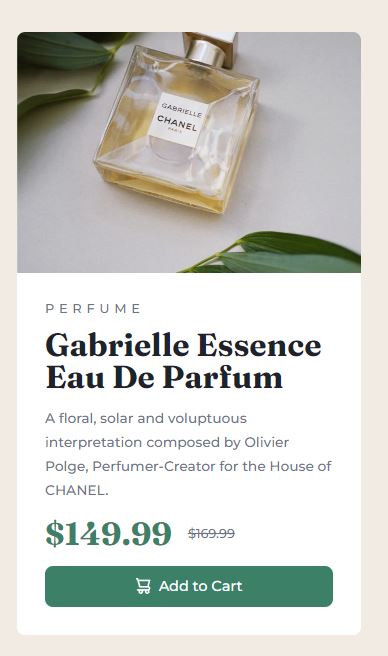 GABRIELLE
CHANEL
PARIS
PERFUME
Gabrielle Essence
Eau De Parfum
A floral, solar and voluptuous
interpretation composed by Olivier
Polge, Perfumer-Creator for the House of
CHANEL.
$149.99 $169.99
Add to Cart